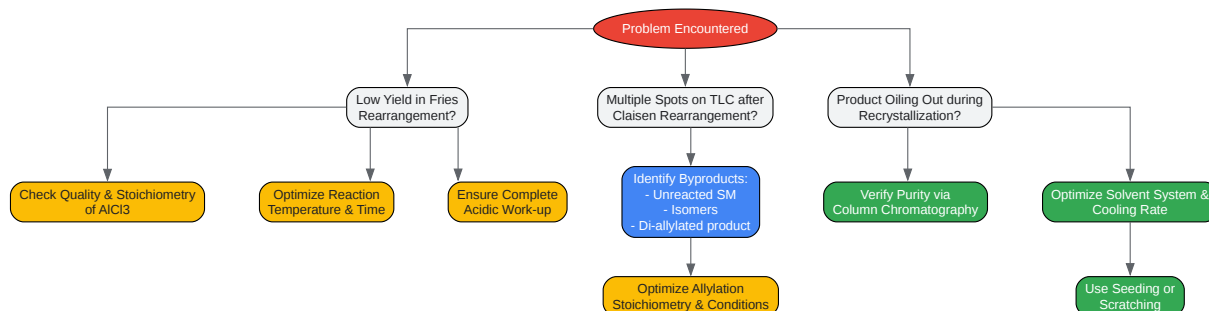 Problem Encountered
Low Yield in Fries
Rearrangement?
Multiple Spots on TLC after
Claisen Rearrangement?
Product Oiling Out during
Recrystallization?
Check Quality & Stoichiometry
of AlCl3
Optimize Reaction
Temperature & Time
Ensure Complete
Acidic Work-up
Identify Byproducts:
- Unreacted SM
- Isomers
- Di-allylated product
Verify Purity via
Column Chromatography
Optimize Solvent System &
Cooling Rate
Optimize Allylation
Stoichiometry & Conditions
Use Seeding or
Scratching